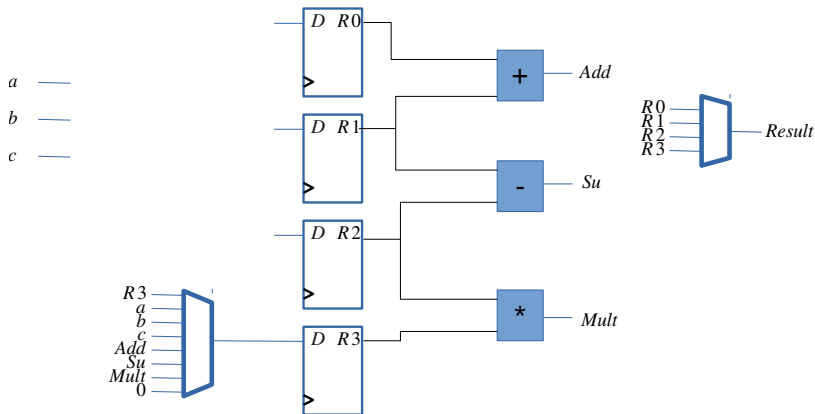 D R0
+
Add
a
b
c
D R1
R0
R1
R2
R3
Result
-
Su
D R2
R3
a
b
c
Add
Su
Mult
0
*
Mult
D R3